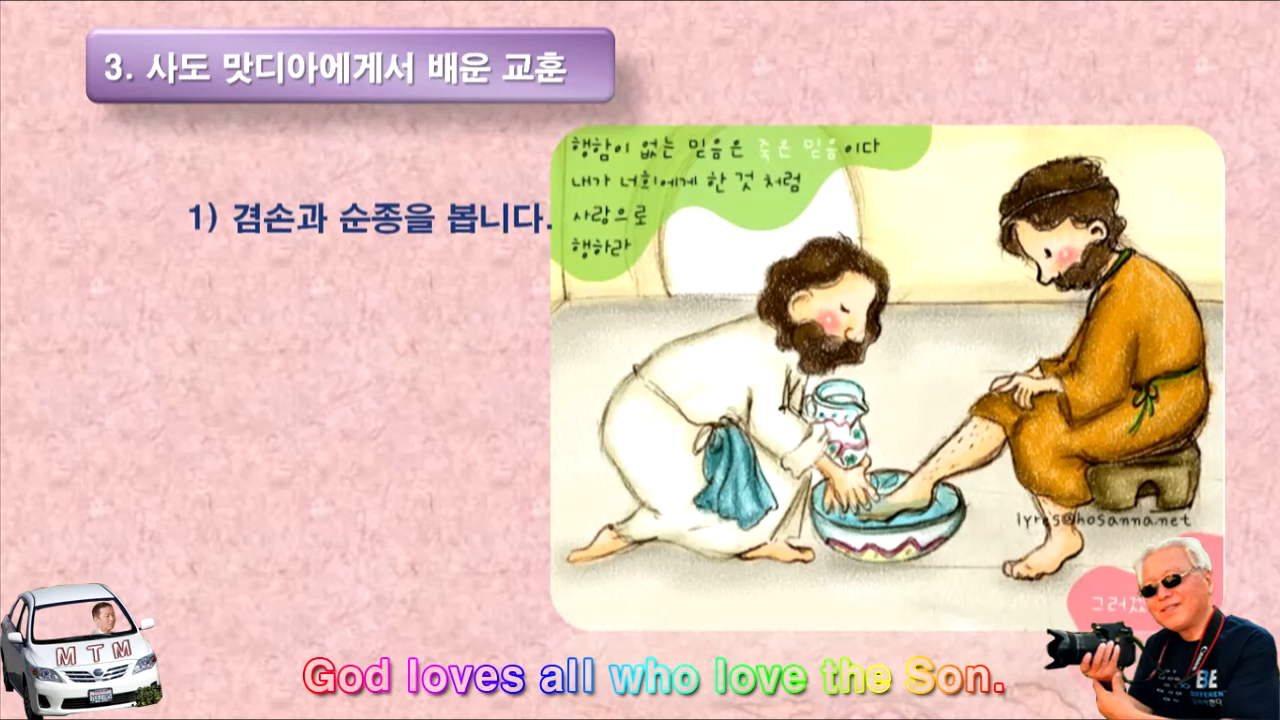 3. 사도 맛디아에게서 배운 교훈
1) 겸손과 순종을 봅니다.
행함이 없는 믿음은 죽은 믿음이다
내가 너희에게 한 것 처럼
사랑으로
행하라
lyres@hosanna.net
그러
MTM
BE
DIFFEREN
God loves all who love the Son.